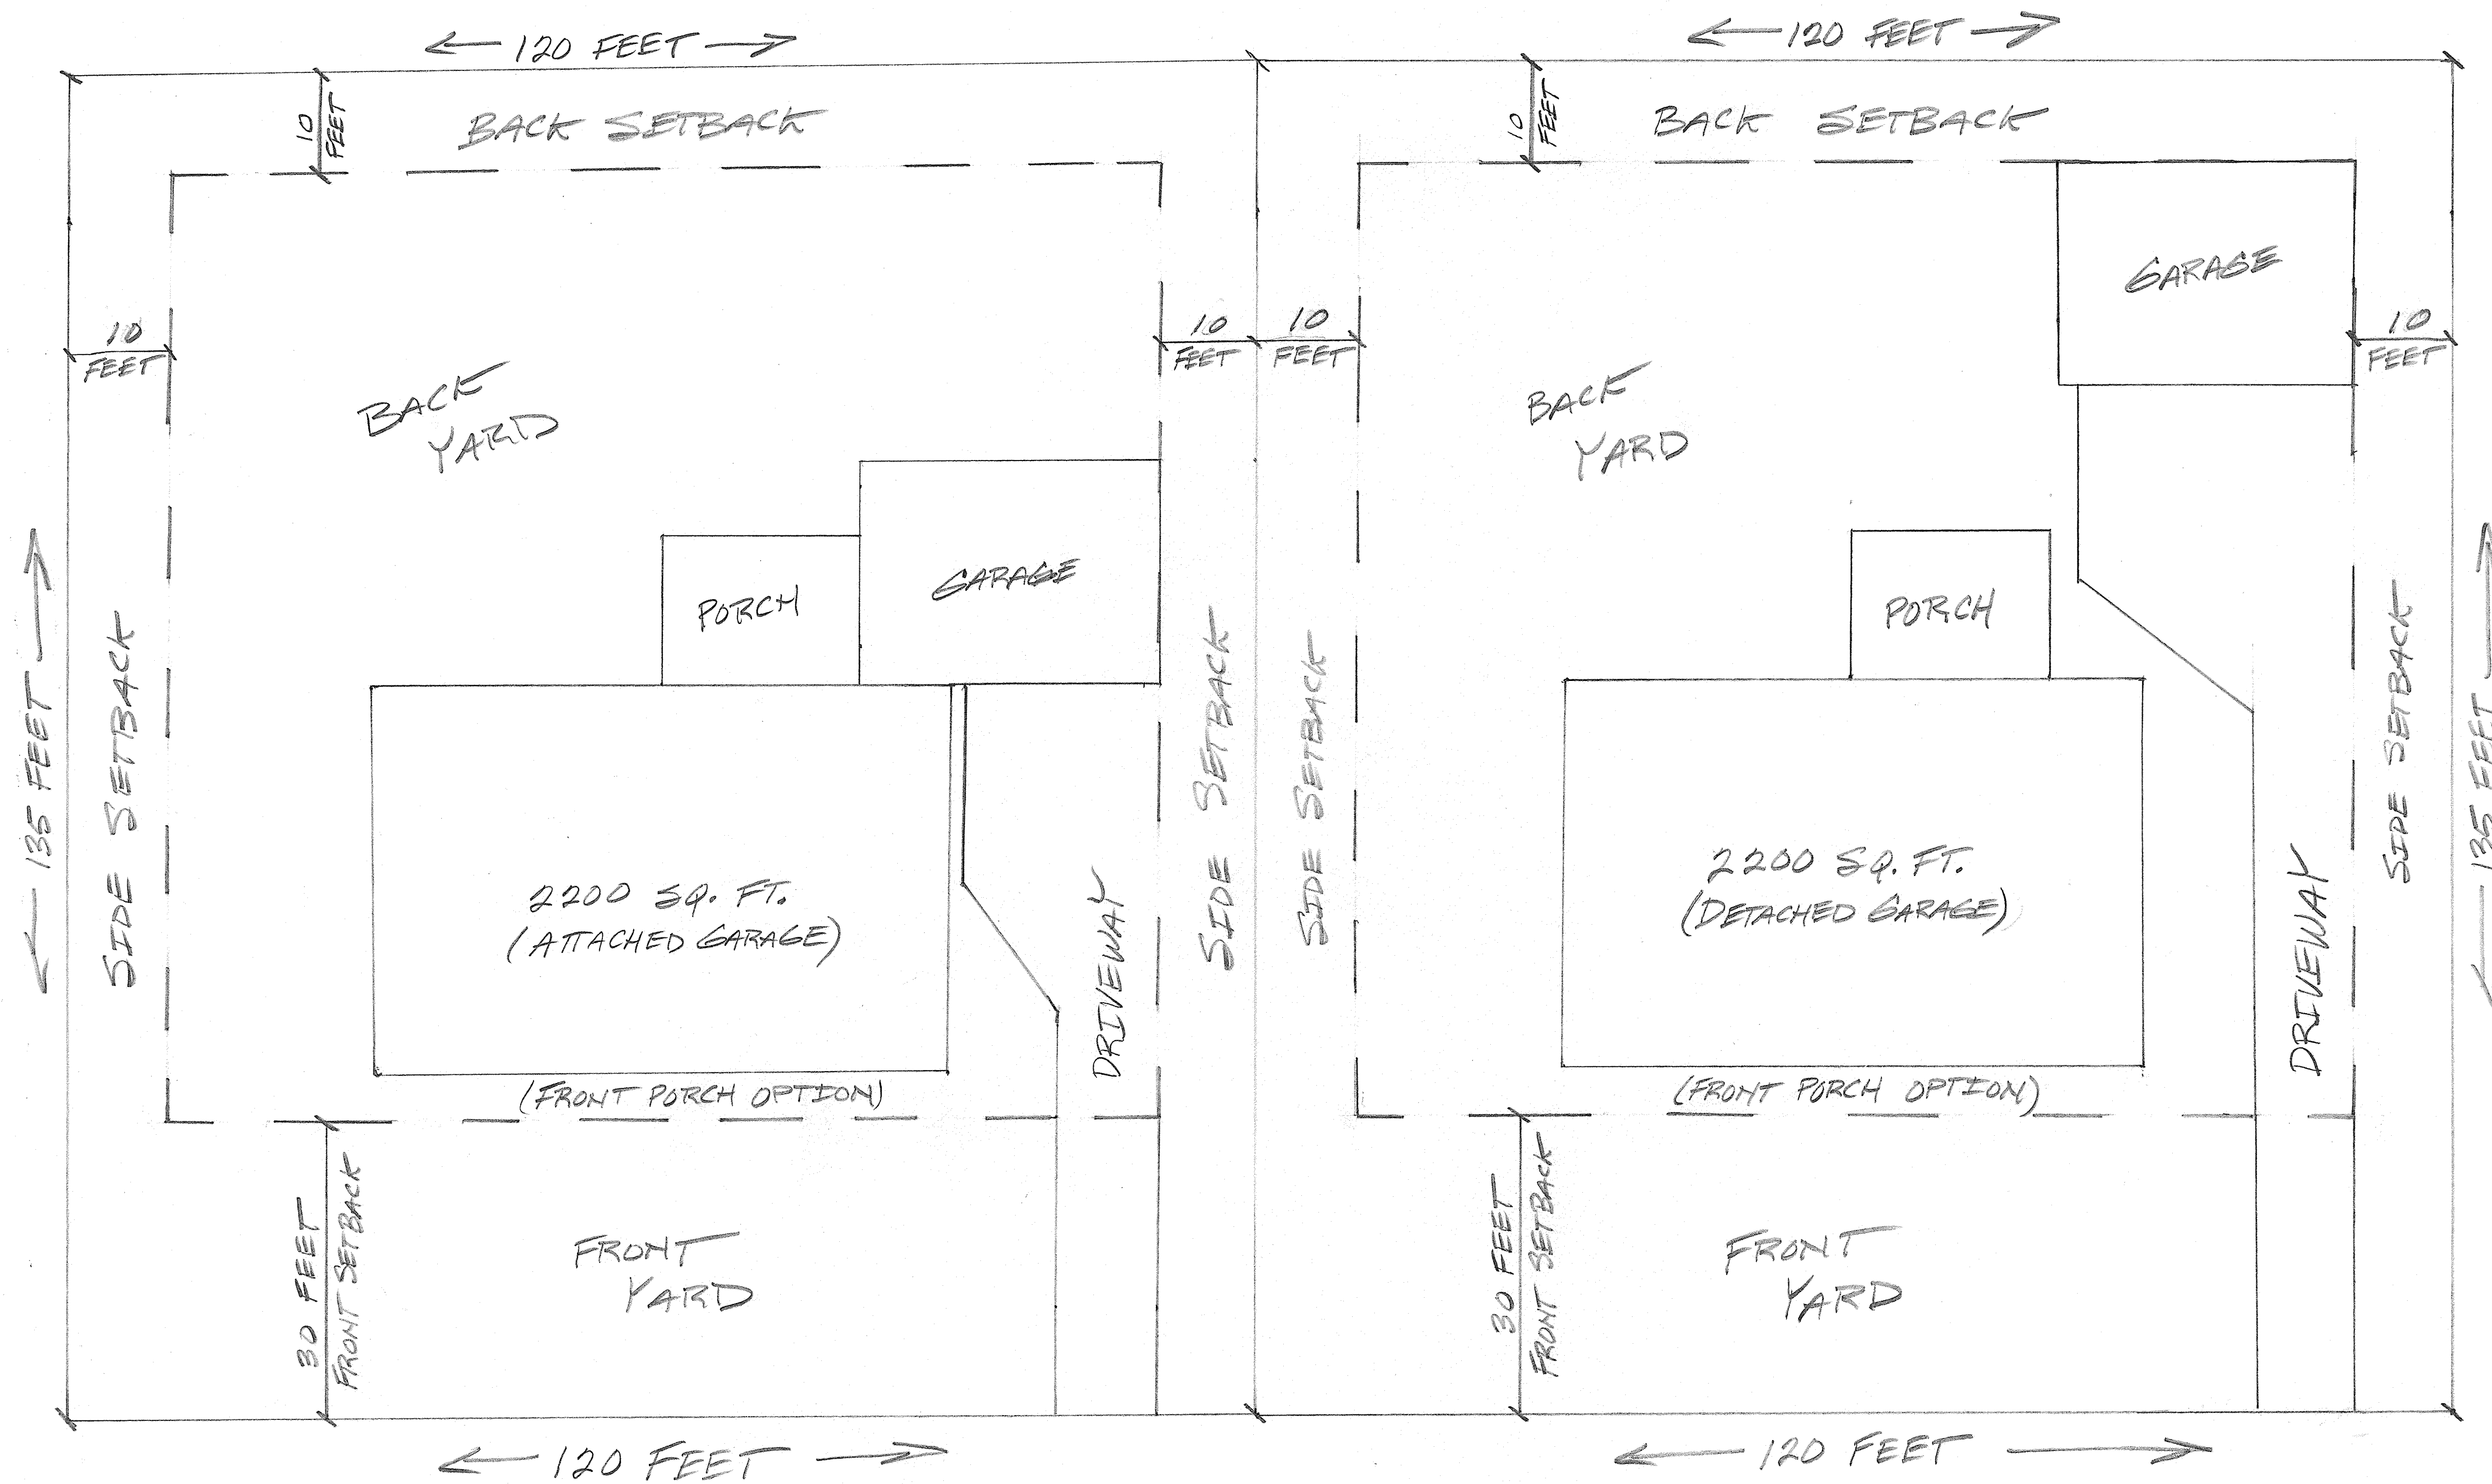 120 FEET
10
FEET
BACK SETBACK
10
FEET
10
FEET
BACK
YARD
GARAGE
PORCH
135 FEET
SIDE SETBACK
SIDE SETBACK
2200 SQ. FT.
(ATTACHED GARAGE)
DRIVEWAY
(FRONT PORCH OPTION)
30 FEET
FRONT SETBACK
FRONT
YARD
120 FEET
120 FEET
10
FEET
BACK SETBACK
GARAGE
10
FEET
10
FEET
BACK
YARD
PORCH
SIDE SETBACK
SIDE SETBACK
135 FEET
2200 SQ. FT.
(DETACHED GARAGE)
DRIVEWAY
(FRONT PORCH OPTION)
30 FEET
FRONT SETBACK
FRONT
YARD
120 FEET